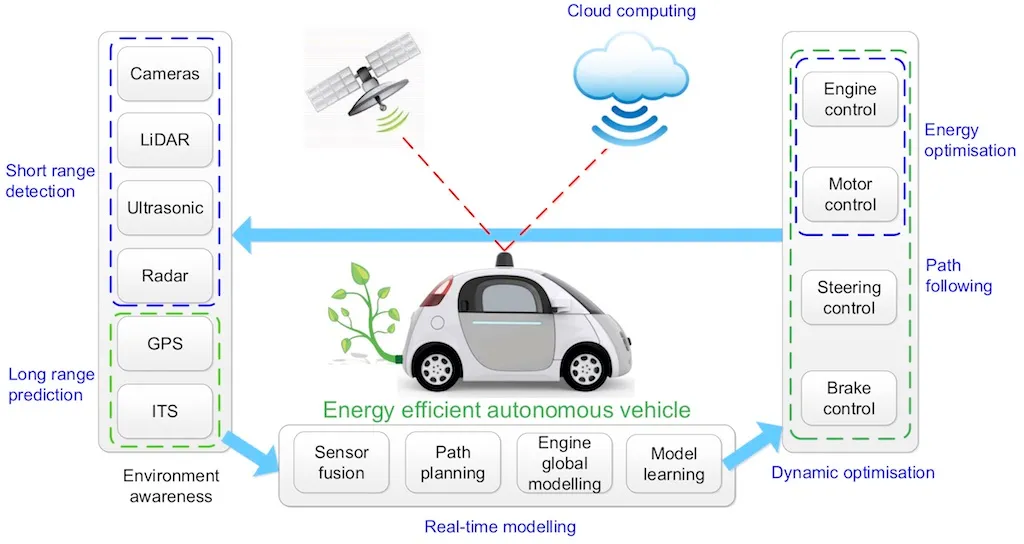 Cloud computing
Cameras
LiDAR
Ultrasonic
Radar
GPS
ITS
Short range
detection
Long range
prediction
Environment
awareness
Energy efficient autonomous vehicle
Sensor
fusion
Path
planning
Engine
global
modelling
Model
learning
Real-time modelling
Engine
control
Motor
control
Steering
control
Brake
control
Energy
optimisation
Path
following
Dynamic optimisation